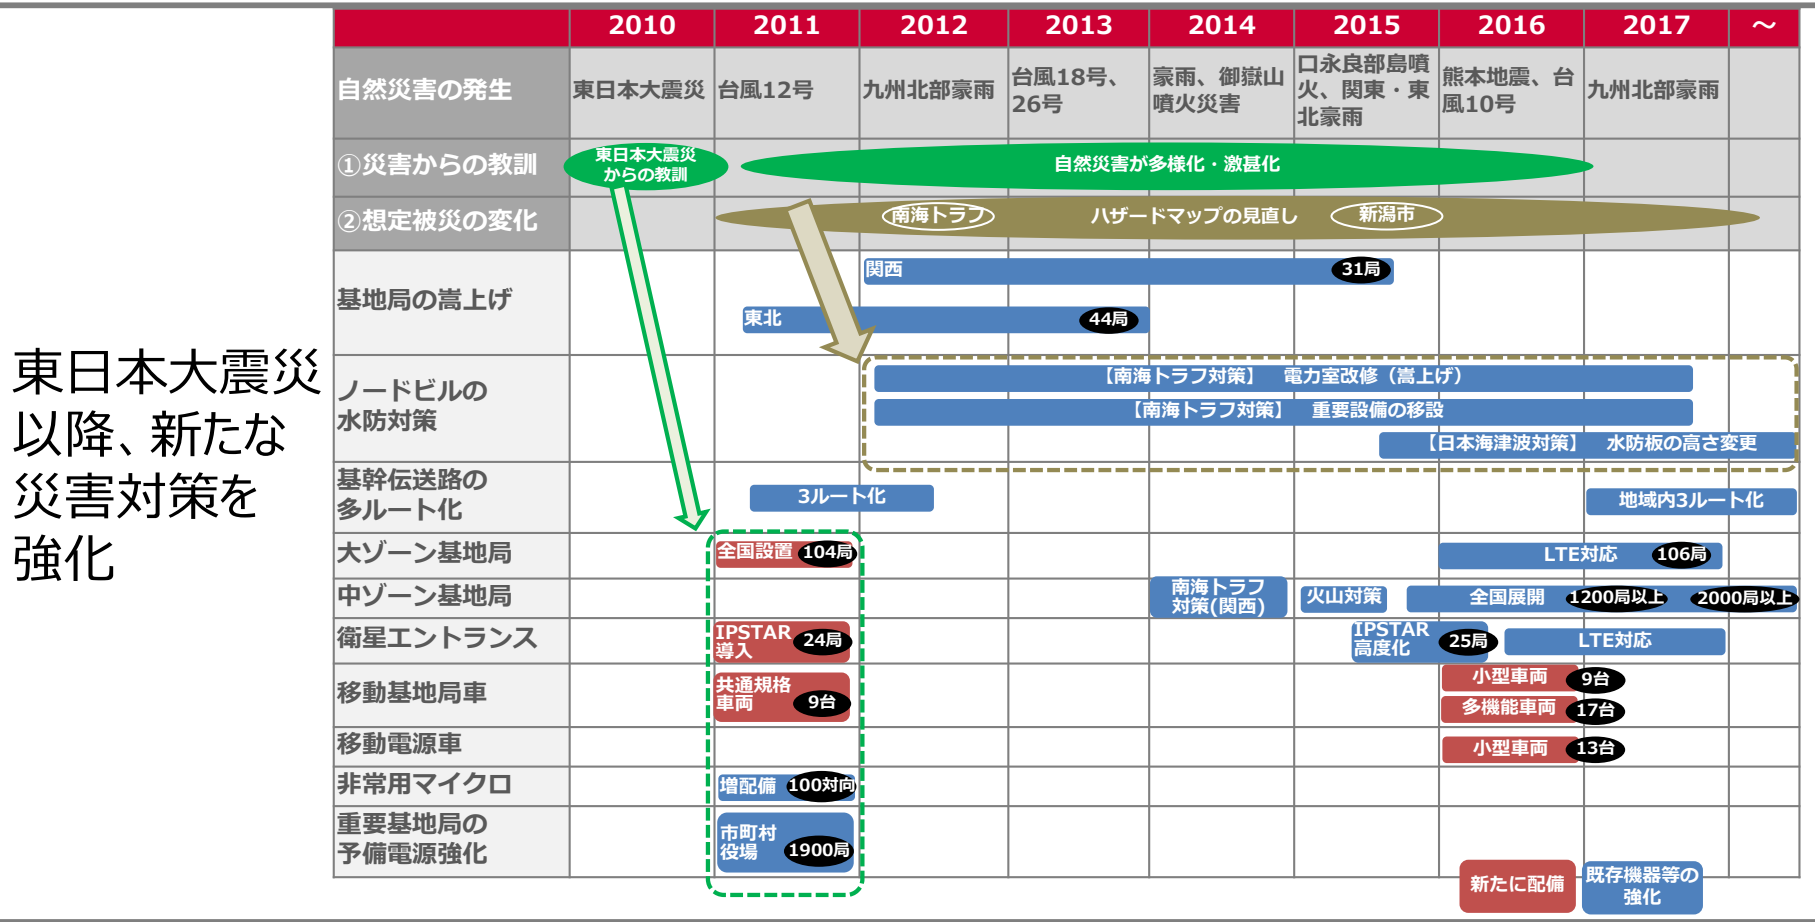 東日本大震災
以降、新たな
災害対策を
強化
2010 2011 2012 2013 2014 2015 2016 2017 ～
自然災害の発生
東日本大震災
台風12号
九州北部豪雨
台風18号、
26号
豪雨、御嶽山
噴火災害
口永良部島噴
火、関東・東
北豪雨
熊本地震、台
風10号
九州北部豪雨
①災害からの教訓
東日本大震災
からの教訓
自然災害が多様化・激甚化
②想定被災の変化
南海トラフ
ハザードマップの見直し
新潟市
基地局の嵩上げ
関西
31局
東北
44局
ノードビルの
水防対策
【南海トラフ対策】 電力室改修（嵩上げ）
【南海トラフ対策】 重要設備の移設
【日本海津波対策】 水防板の高さ変更
基幹伝送路の
多ルート化
3ルート化
地域内3ルート化
大ゾーン基地局
全国設置 104局
LTE対応 106局
中ゾーン基地局
南海トラフ
対策(関西)
火山対策
全国展開 1200局以上 2000局以上
衛星エントランス
IPSTAR
導入
24局
IPSTAR
高度化
25局
LTE対応
移動基地局車
共通規格
車両
9台
小型車両 9台
多機能車両 17台
移動電源車
小型車両 13台
非常用マイクロ
増配備 100対向
重要基地局の
予備電源強化
市町村
役場
1900局
新たに配備
既存機器等の
強化